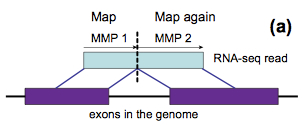 Map Map again
(a)
MMP 1 MMP 2
RNA-seq read
exons in the genome